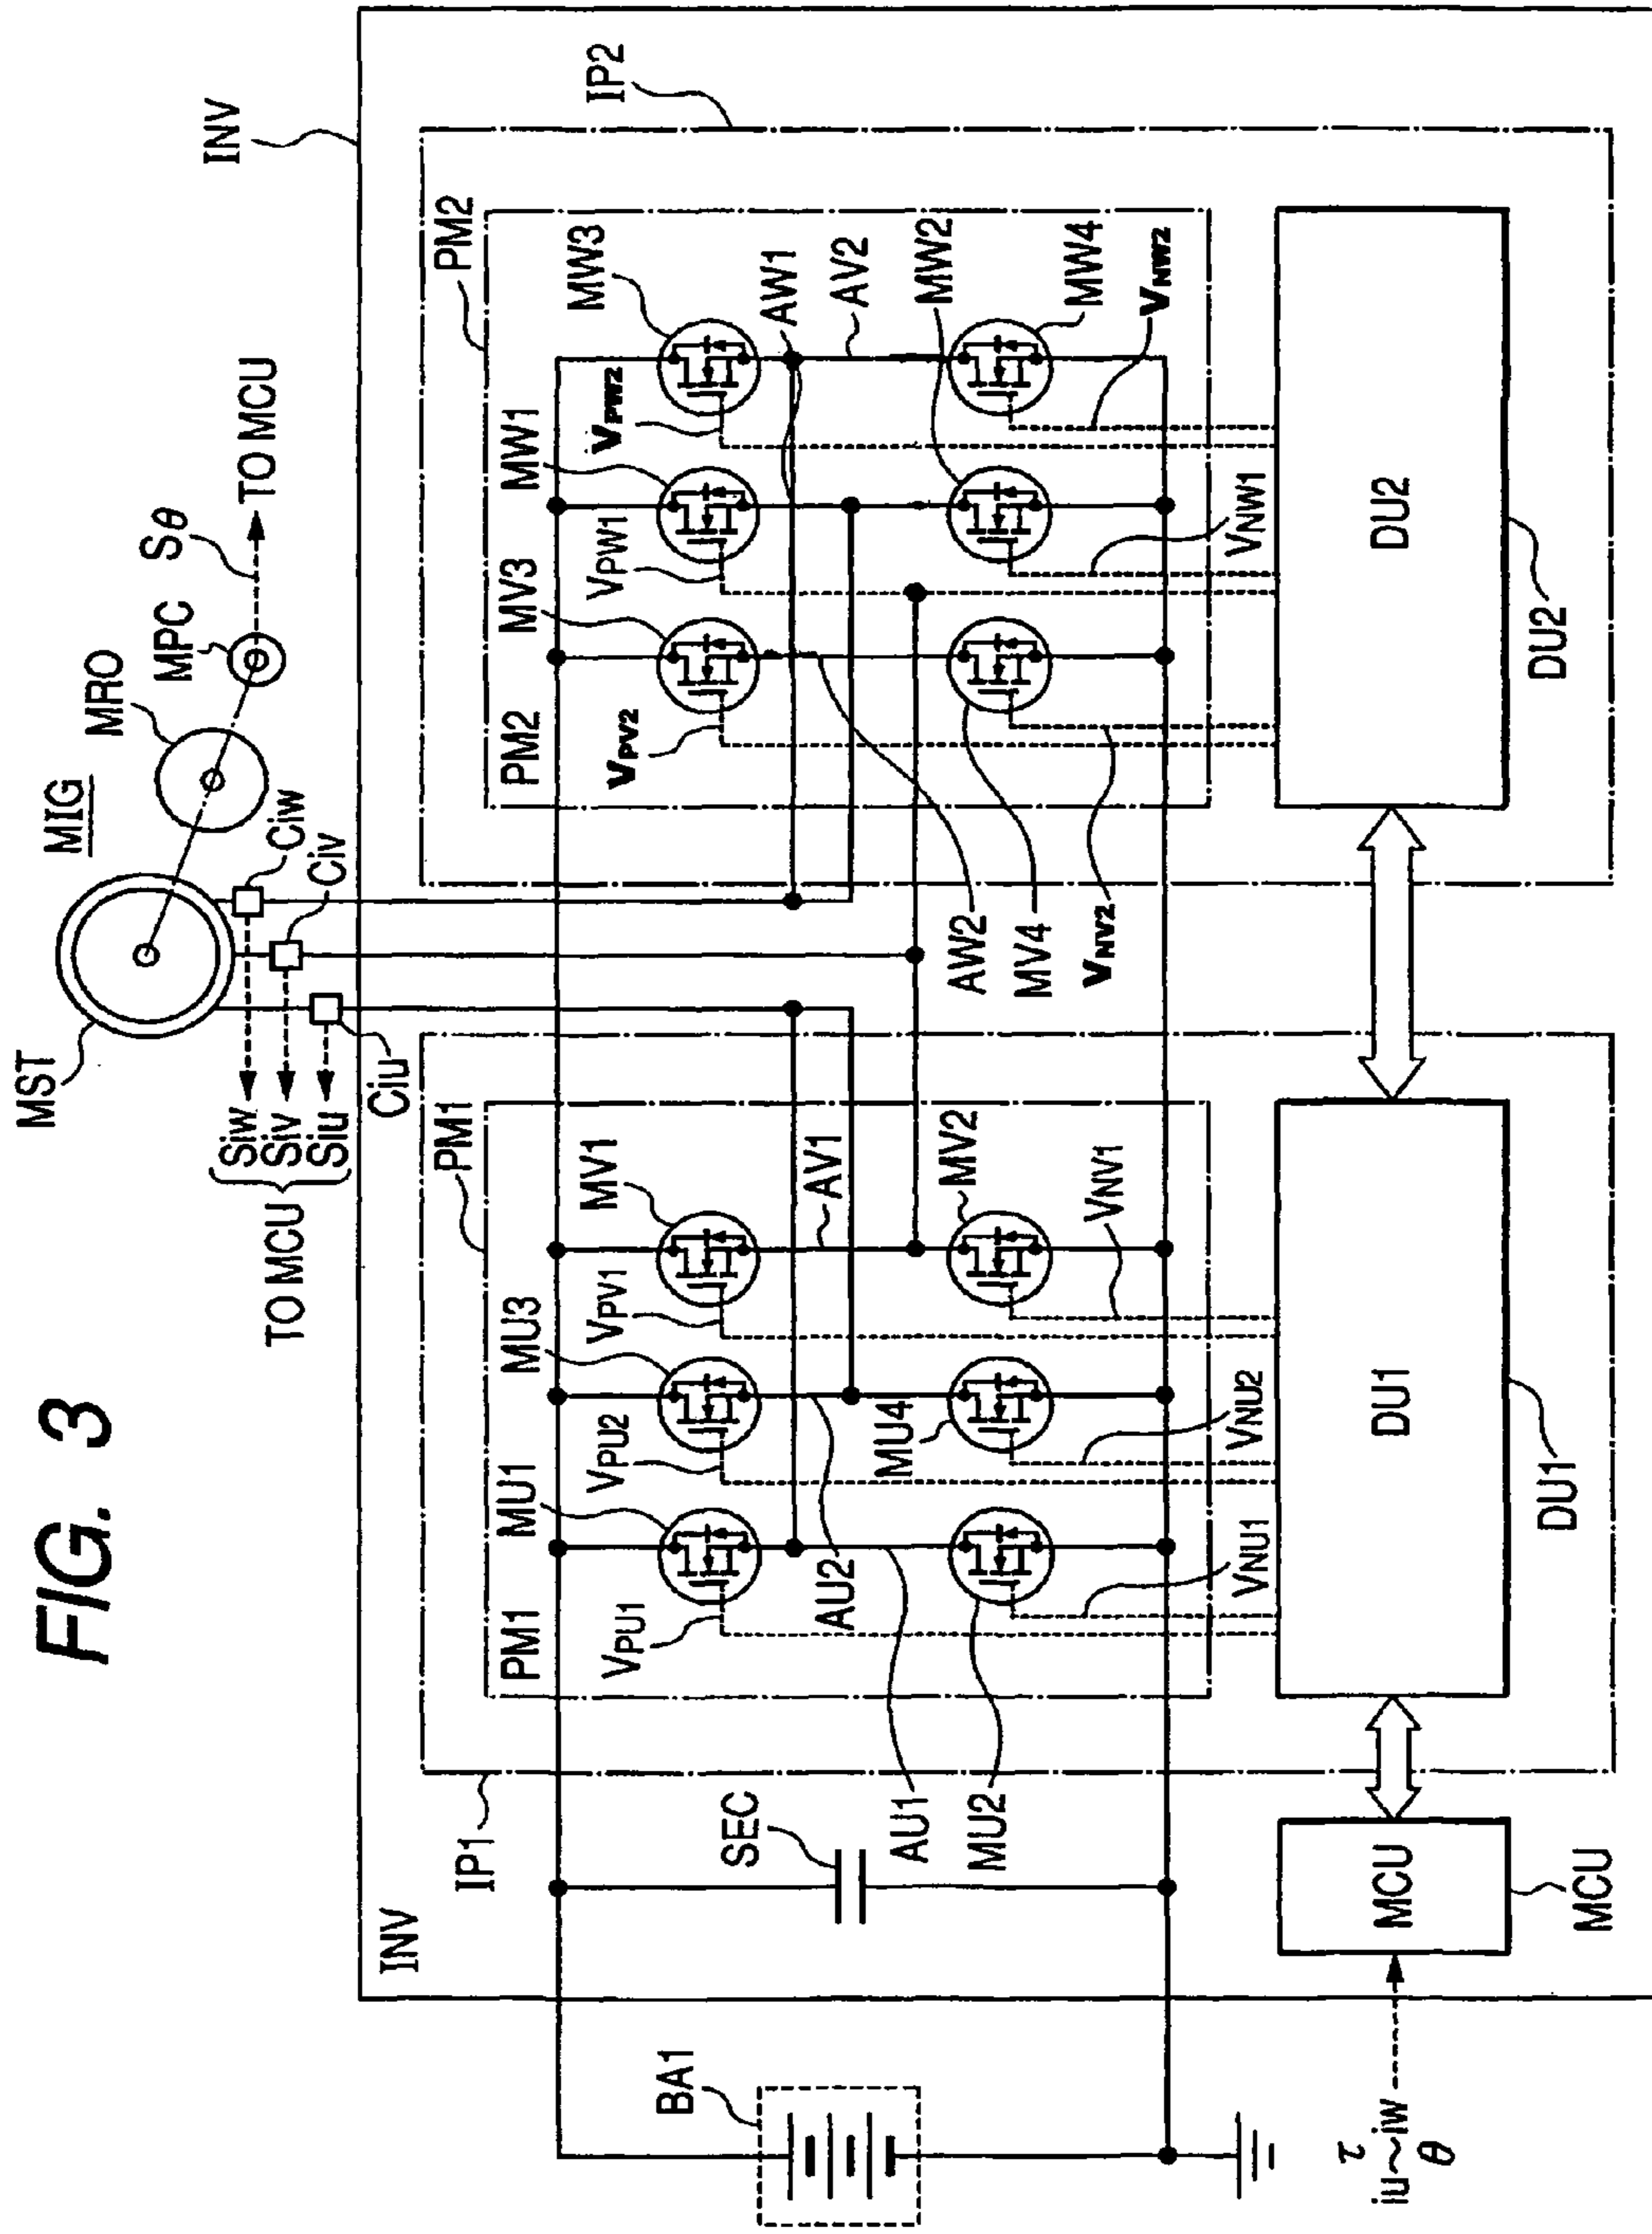 FIG. 3
MIG
MST
MRO
MPC
Sθ
TO MCU
Ciw
Civ
Ciu
Siw
Siv
Siu
TO MCU
INV
INV
IP1
IP2
PM1
PM1
PM2
PM2
MU1
MU3
MV1
MV3
MW1
MW3
VPU1
VPU2
VPV1
VPV2
VPW1
VPW2
AU1
AU2
AV1
AW2
AW1
AV2
MU2
MU4
MV2
MV4
MW2
MW4
VNU1
VNU2
VNV1
VNV2
VNW1
VNW2
BA1
SEC
τ
iu~iw
θ
MCU
MCU
DU1
DU1
DU2
DU2